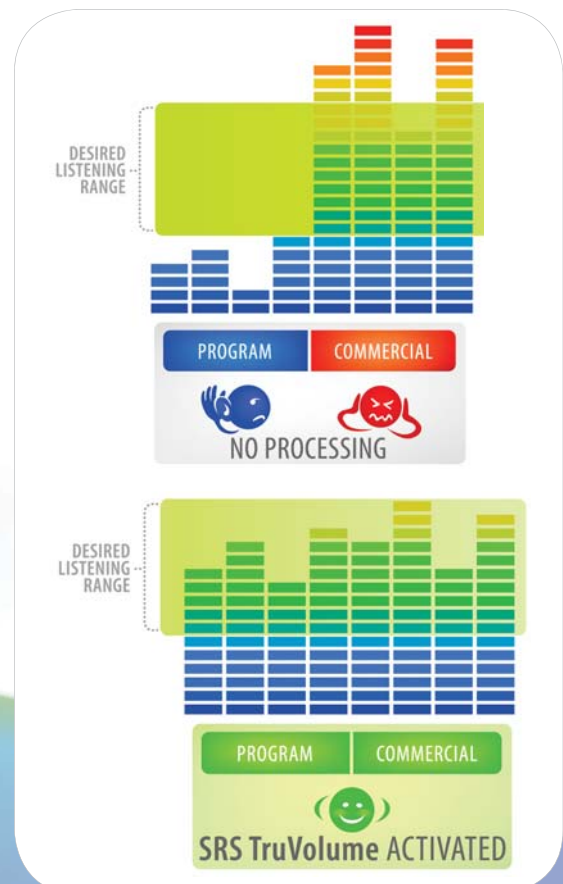 DESIRED
LISTENING
RANGE
PROGRAM
COMMERCIAL
NO PROCESSING
DESIRED
LISTENING
RANGE
PROGRAM
COMMERCIAL
SRS TruVolume ACTIVATED